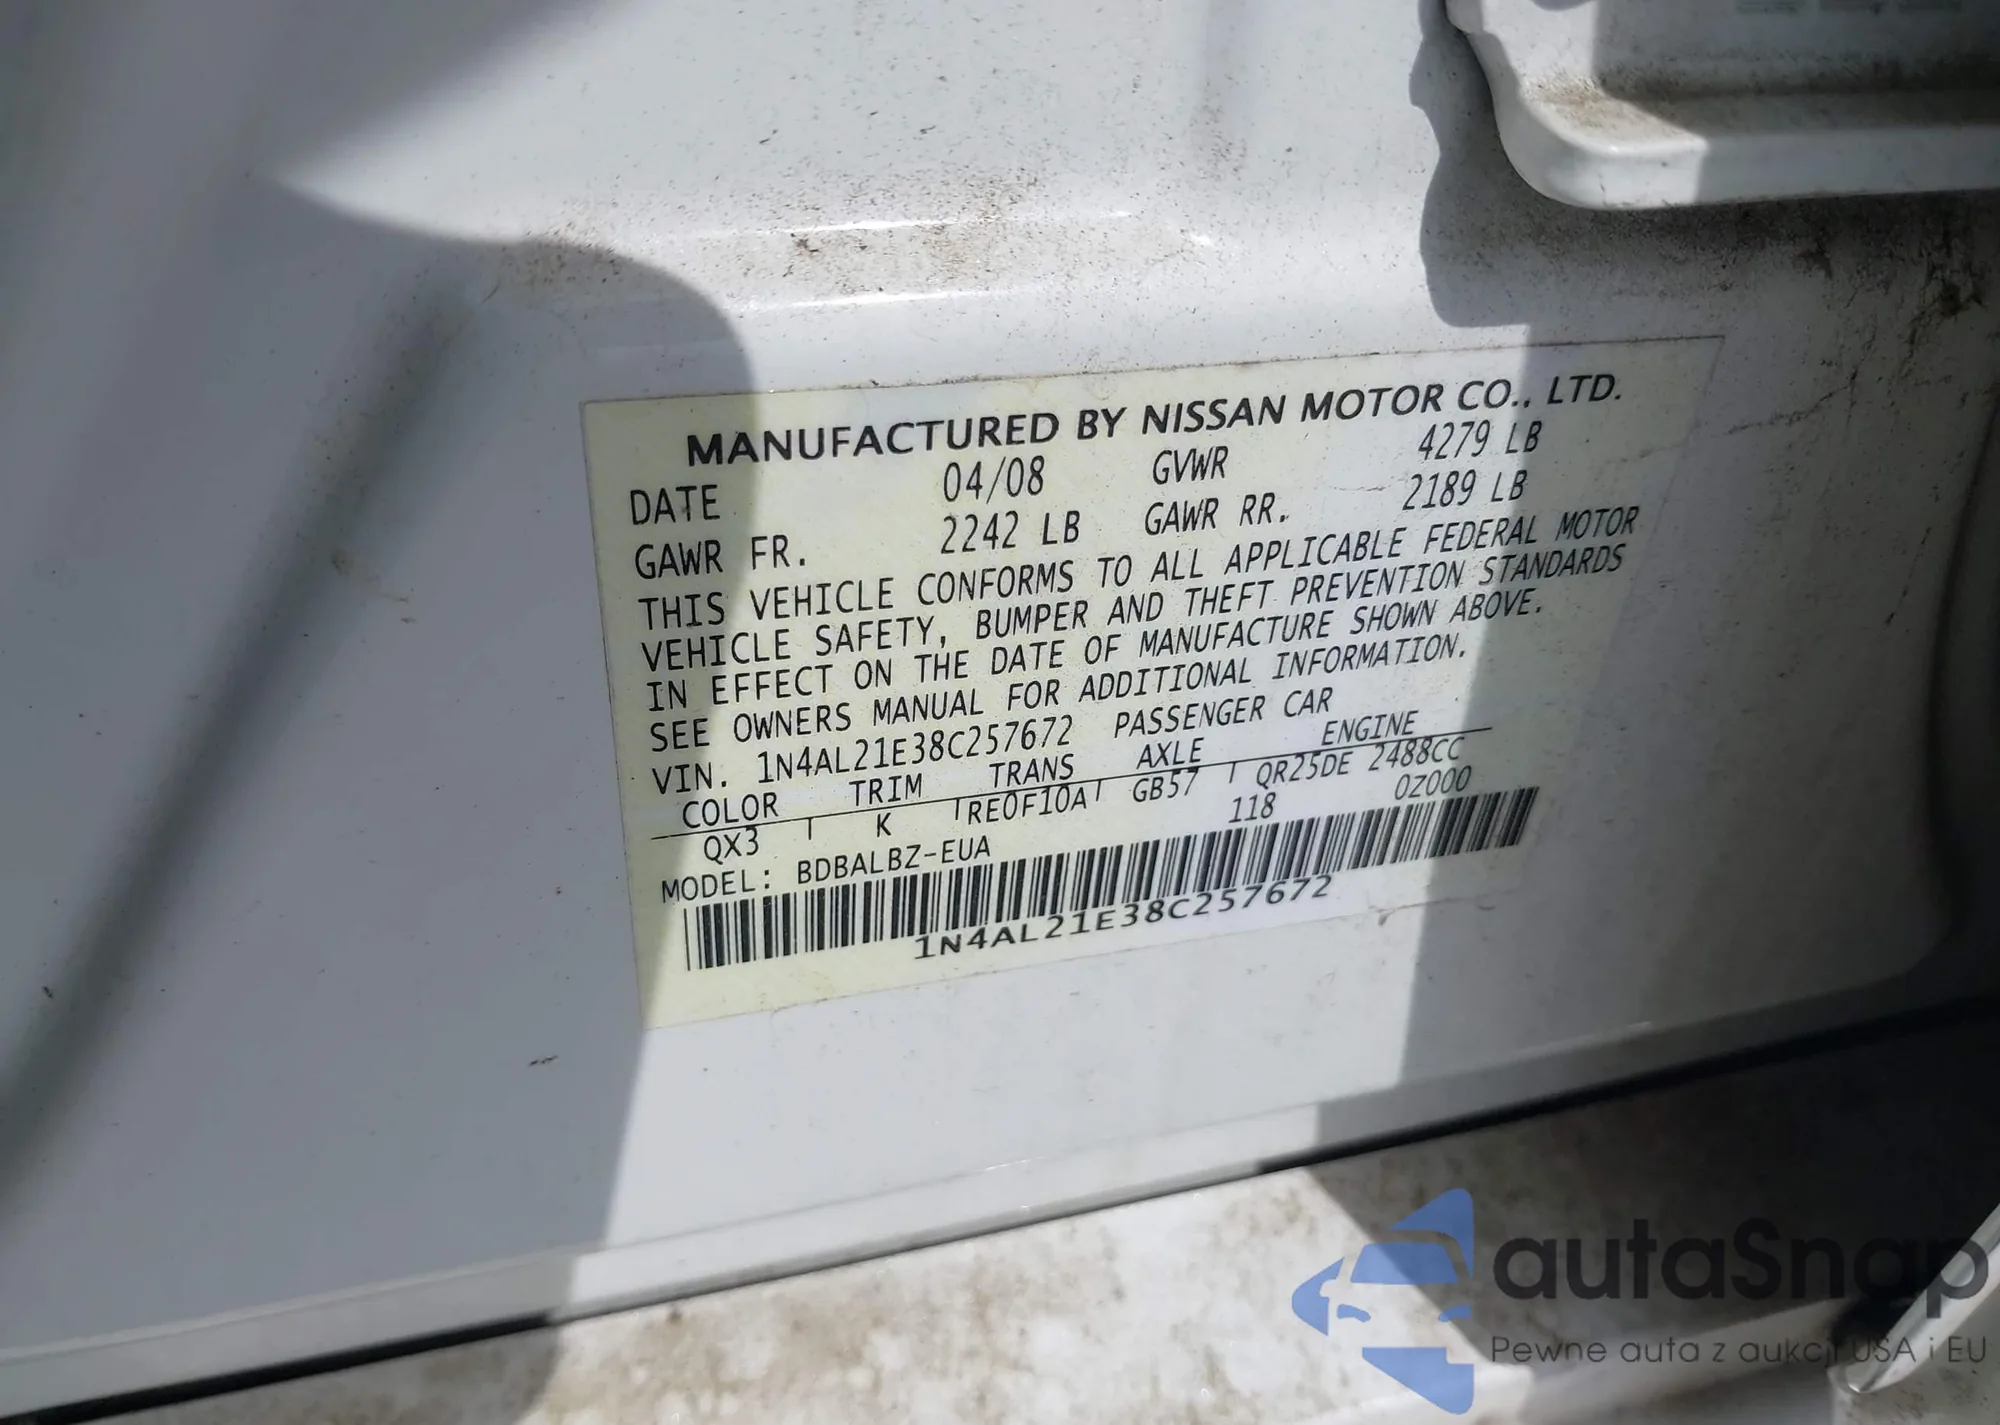 MANUFACTURED BY NISSAN MOTOR CO., LTD.
DATE 04/08 GVWR 4279 LB
GAWR FR. 2242 LB GAWR RR. 2189 LB
THIS VEHICLE CONFORMS TO ALL APPLICABLE FEDERAL MOTOR
VEHICLE SAFETY, BUMPER AND THEFT PREVENTION STANDARDS
IN EFFECT ON THE DATE OF MANUFACTURE SHOWN ABOVE.
SEE OWNERS MANUAL FOR ADDITIONAL INFORMATION.
VIN. 1N4AL21E38C257672 PASSENGER CAR
COLOR TRIM TRANS AXLE ENGINE
QX3 K RE0F10A GB57 QR25DE 2488CC
MODEL: BDBALBZ-EUA 118 0Z000
1N4AL21E38C257672
autaSnap
Pewne auta z aukcji USA i EU